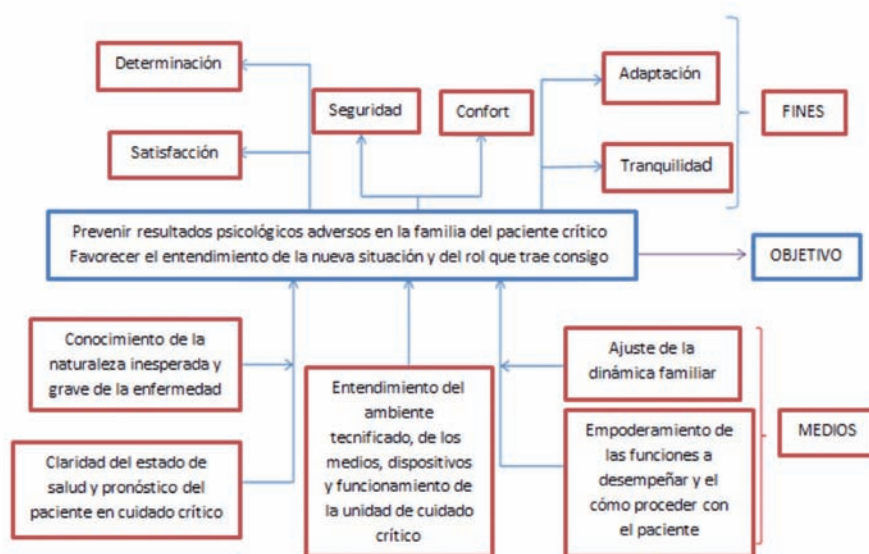 Determinación
Satisfacción
Seguridad
Confort
Adaptación
Tranquilidad
FINES
Prevenir resultados psicológicos adversos en la familia del paciente crítico
Favorecer el entendimiento de la nueva situación y del rol que trae consigo
OBJETIVO
Conocimiento de la
naturaleza inesperada y
grave de la enfermedad
Claridad del estado de
salud y pronóstico del
paciente en cuidado crítico
Entendimiento del
ambiente
tecnificado, de los
medios, dispositivos
y funcionamiento de
la unidad de cuidado
crítico
Ajuste de la
dinámica familiar
Empoderamiento de
las funciones a
desempeñar y el
cómo proceder con
el paciente
MEDIOS